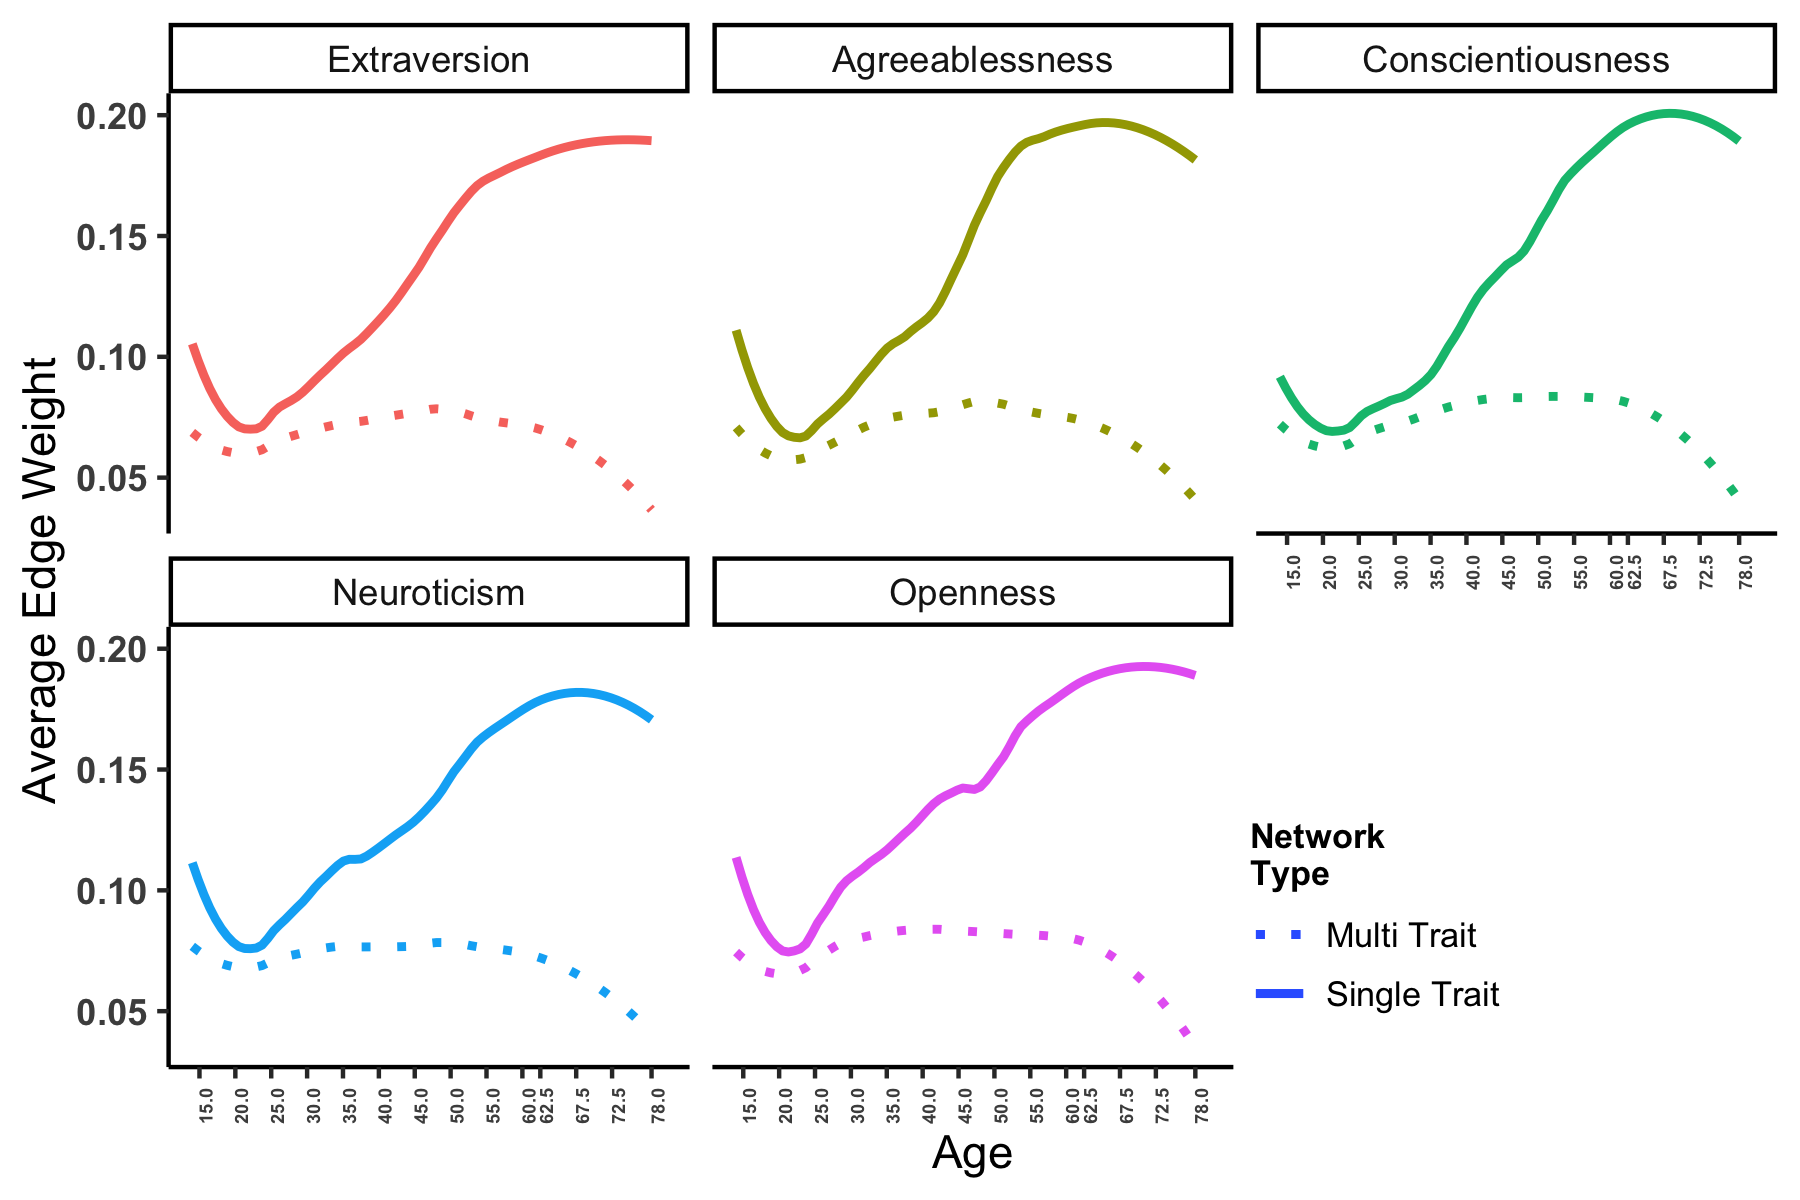 Extraversion
Agreeablessness
Conscientiousness
0.20
0.15
0.10
0.05
15.0 20.0 25.0 30.0 35.0 40.0 45.0 50.0 55.0 60.0 62.5 67.5 72.5 78.0
Average Edge Weight
Neuroticism
Openness
0.20
0.15
0.10
0.05
15.0 20.0 25.0 30.0 35.0 40.0 45.0 50.0 55.0 60.0 62.5 67.5 72.5 78.0
15.0 20.0 25.0 30.0 35.0 40.0 45.0 50.0 55.0 60.0 62.5 67.5 72.5 78.0
Age
Network
Type
Multi Trait
Single Trait